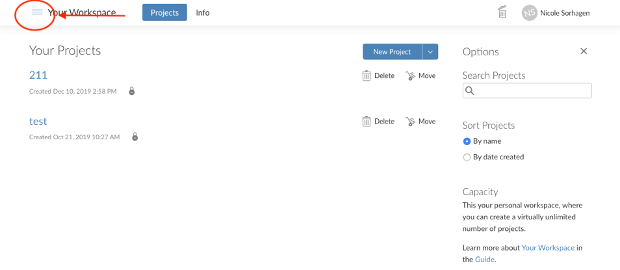 Your Workspace Projects Info NS Nicole Sorhagen
Your Projects New Project Options
211 Delete Move Search Projects
Created Dec 10, 2019 2:58 PM
test Delete Move Sort Projects
Created Oct 21, 2019 10:27 AM By name
By date created
Capacity
This your personal workspace, where
you can create a virtually unlimited
number of projects.
Learn more about Your Workspace in
the Guide.